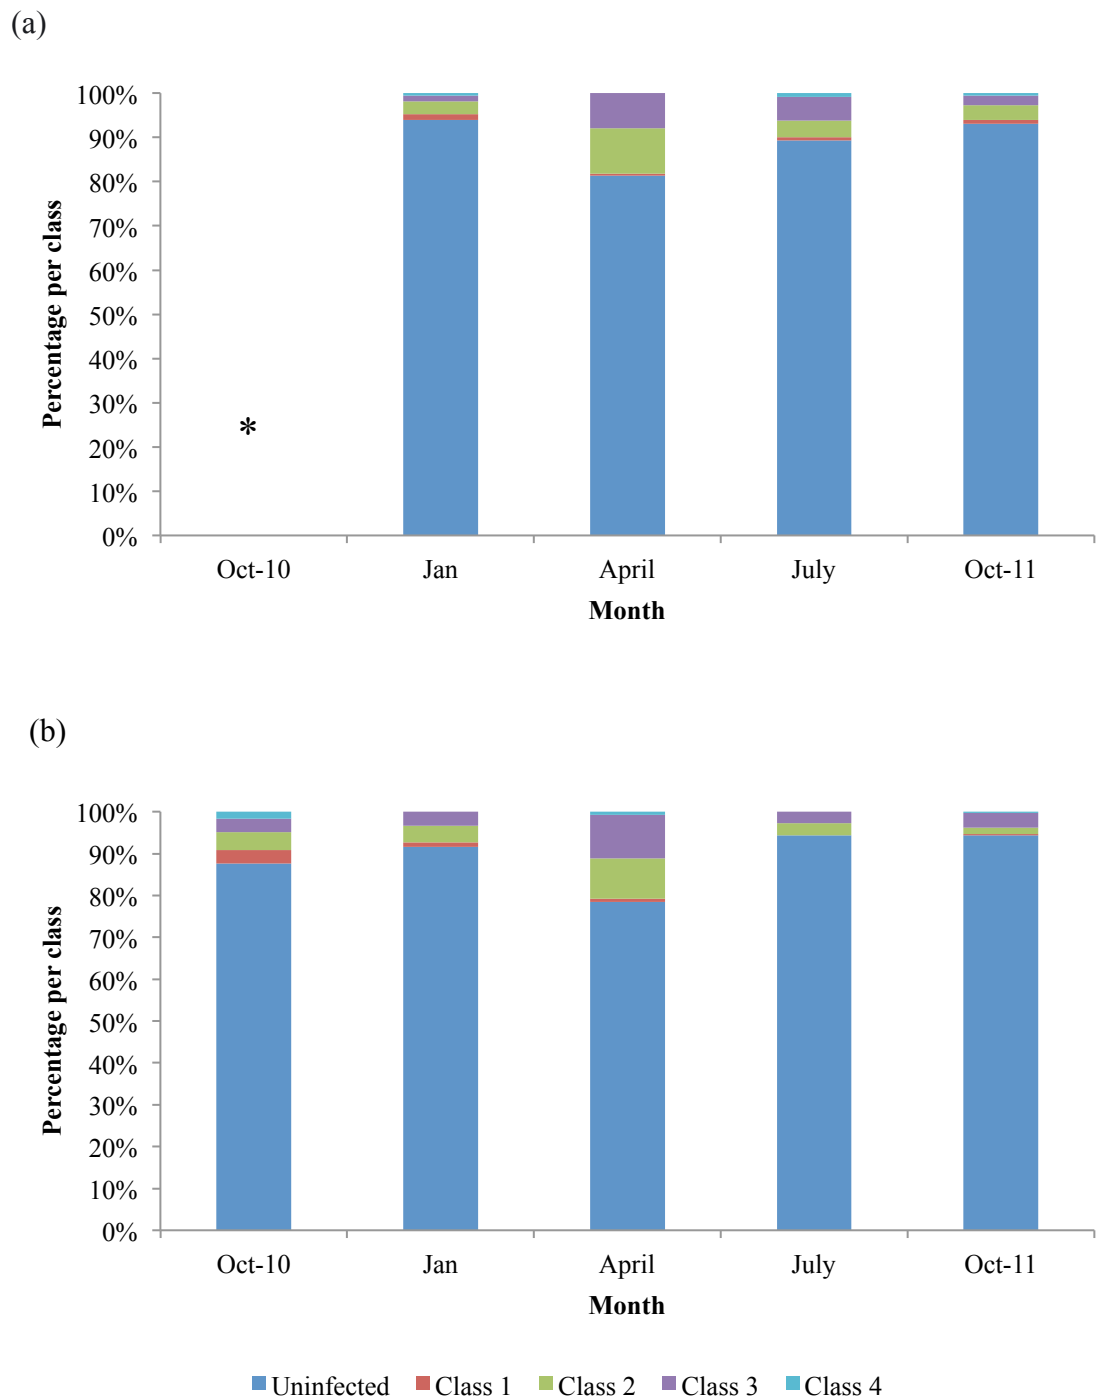 (a)
100%
90%
80%
70%
60%
50%
40%
30%
20%
10%
0%
Percentage per class
*
Oct-10 Jan April July Oct-11
Month
(b)
100%
90%
80%
70%
60%
50%
40%
30%
20%
10%
0%
Percentage per class
Oct-10 Jan April July Oct-11
Month
Uninfected Class 1 Class 2 Class 3 Class 4